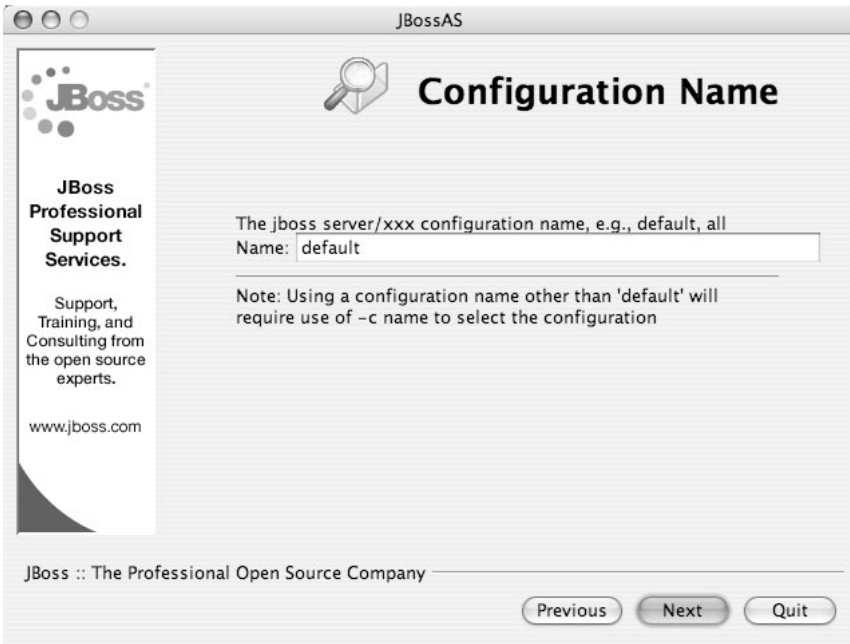 JBossAS
JBoss
Configuration Name
JBoss
Professional
Support
Services.
Support,
Training, and
Consulting from
the open source
experts.
www.jboss.com
The jboss server/xxx configuration name, e.g., default, all
Name: default
Note: Using a configuration name other than 'default' will
require use of -c name to select the configuration
JBoss :: The Professional Open Source Company
Previous Next Quit